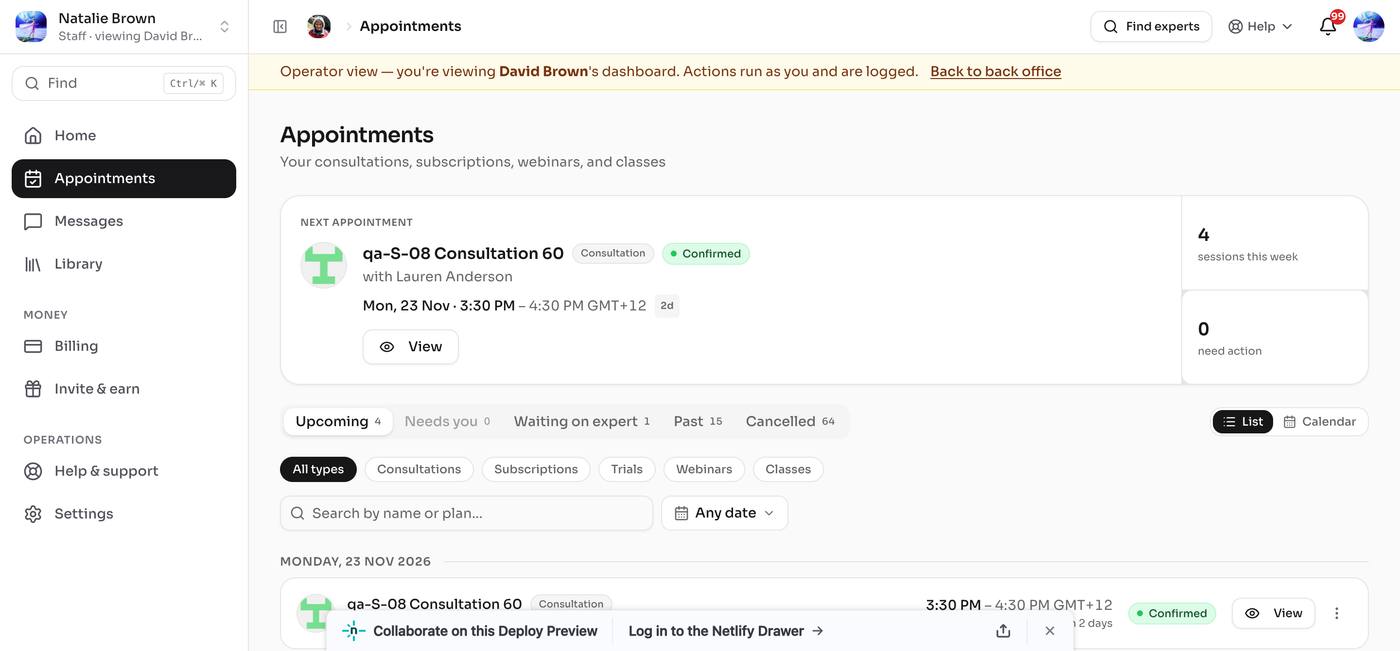 Natalie Brown
Staff · viewing David Br...
Appointments
Find experts
Help
99
Operator view — you're viewing David Brown's dashboard. Actions run as you and are logged. Back to back office
Find
Ctrl/⌘ K
Home
Appointments
Messages
Library
MONEY
Billing
Invite & earn
OPERATIONS
Help & support
Settings
Appointments
Your consultations, subscriptions, webinars, and classes
NEXT APPOINTMENT
qa-S-08 Consultation 60 Consultation Confirmed
with Lauren Anderson
Mon, 23 Nov · 3:30 PM – 4:30 PM GMT+12 2d
View
4
sessions this week
0
need action
Upcoming 4 Needs you 0 Waiting on expert 1 Past 15 Cancelled 64
List Calendar
All types Consultations Subscriptions Trials Webinars Classes
Search by name or plan...
Any date
MONDAY, 23 NOV 2026
qa-S-08 Consultation 60 Consultation
3:30 PM – 4:30 PM GMT+12
2 days
Confirmed
View
n Collaborate on this Deploy Preview
Log in to the Netlify Drawer →